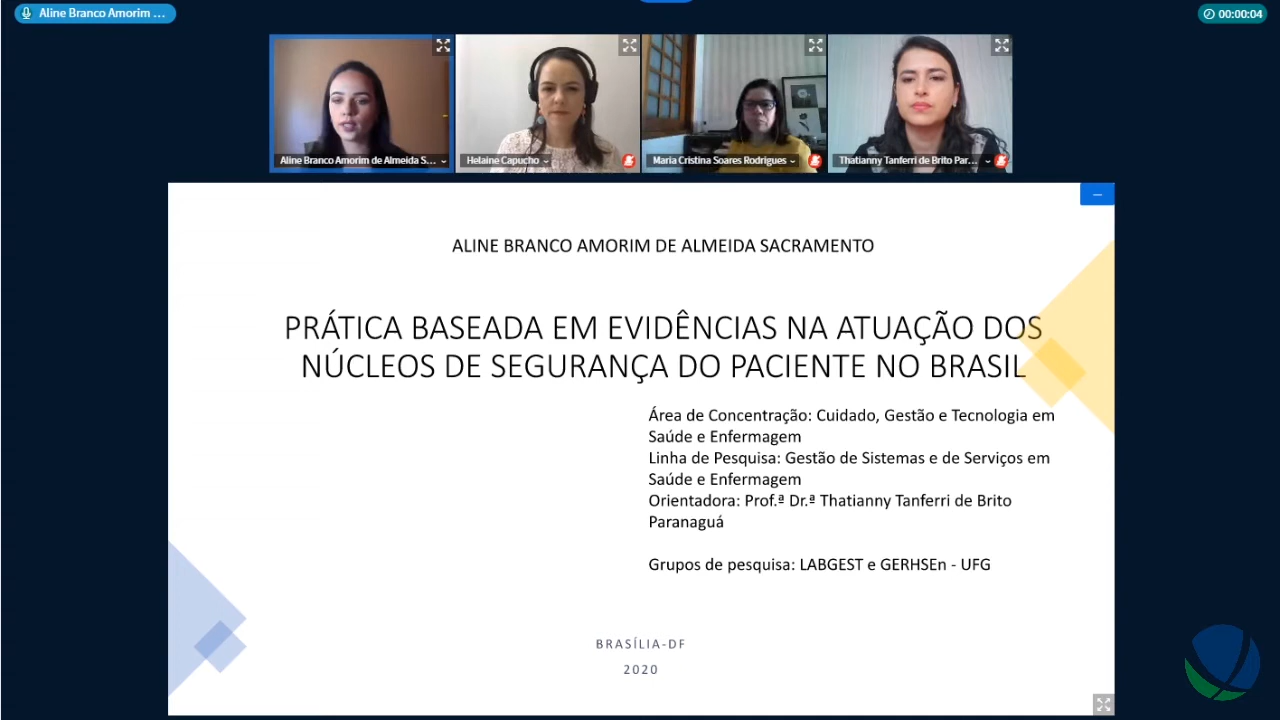 Aline Branco Amorim ...
00:00:04
Aline Branco Amorim de Almeida S...
Helaine Capucho
Maria Cristina Soares Rodrigues
Thatianny Tanferri de Brito Par...
ALINE BRANCO AMORIM DE ALMEIDA SACRAMENTO
PRÁTICA BASEADA EM EVIDÊNCIAS NA ATUAÇÃO DOS
NÚCLEOS DE SEGURANÇA DO PACIENTE NO BRASIL
Área de Concentração: Cuidado, Gestão e Tecnologia em
Saúde e Enfermagem
Linha de Pesquisa: Gestão de Sistemas e de Serviços em
Saúde e Enfermagem
Orientadora: Prof.ª Dr.ª Thatianny Tanferri de Brito
Paranaguá
Grupos de pesquisa: LABGEST e GERHSEn - UFG
BRASÍLIA-DF
2020